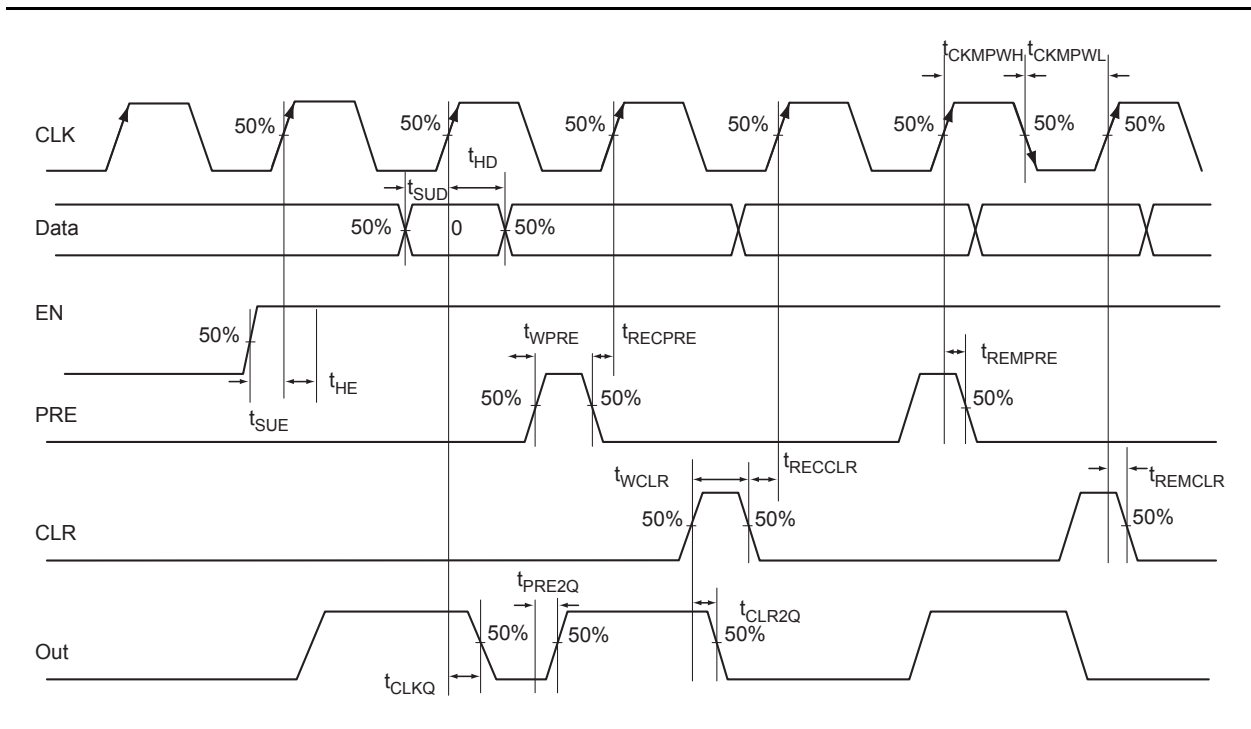 tCKMPWH tCKMPWL
CLK
50% 50% 50% 50% 50% 50% 50%
tHD
tSUD
Data
50% 0 50%
EN
50%
tHE
tSUE
tWPRE tRECPRE
tREMPRE
PRE
50% 50% 50%
tWCLR tRECCLR
tREMCLR
CLR
50% 50% 50%
tPRE2Q
tCLR2Q
Out
50% 50% 50%
tCLKQ